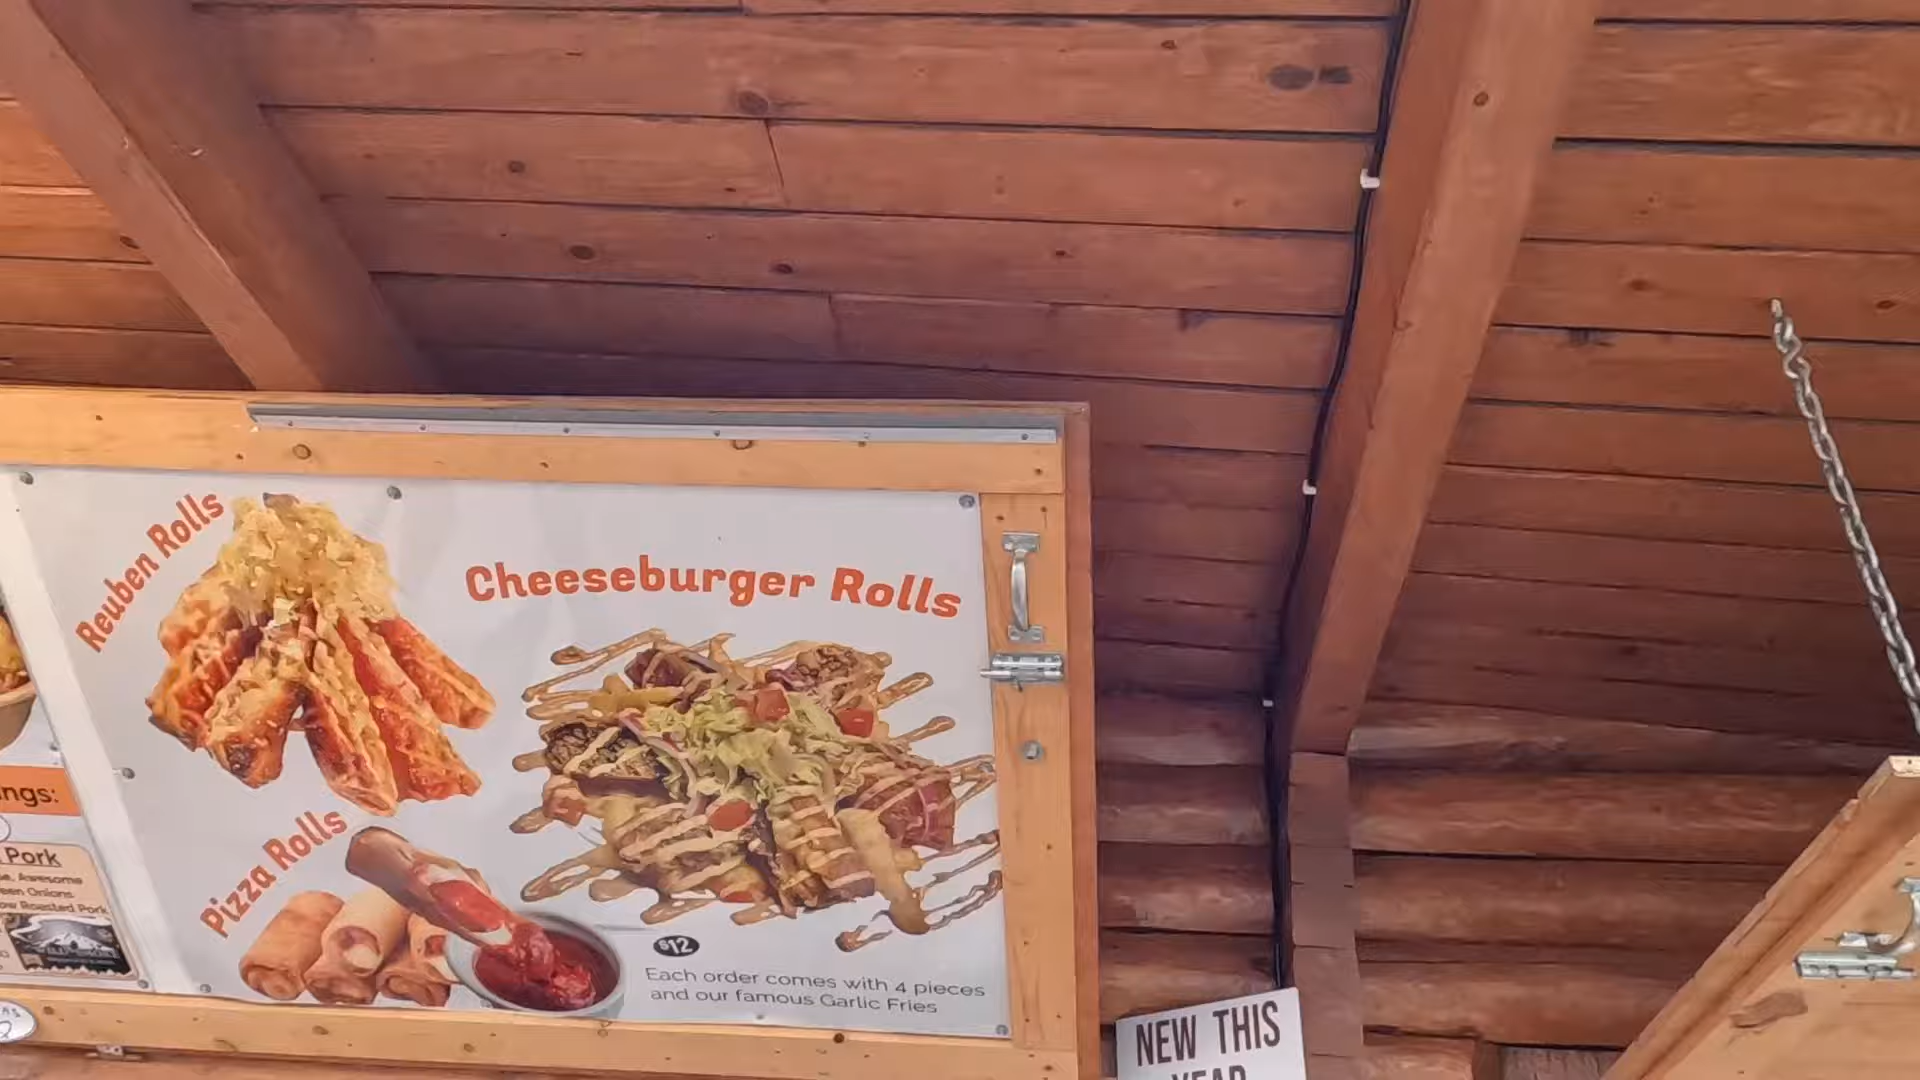 Reuben Rolls
Cheeseburger Rolls
Pizza Rolls
$12
Each order comes with 4 pieces
and our famous Garlic Fries
ngs:
Pork
Awesome
een Onions
ow Roasted Pork
NEW THIS
YEAR